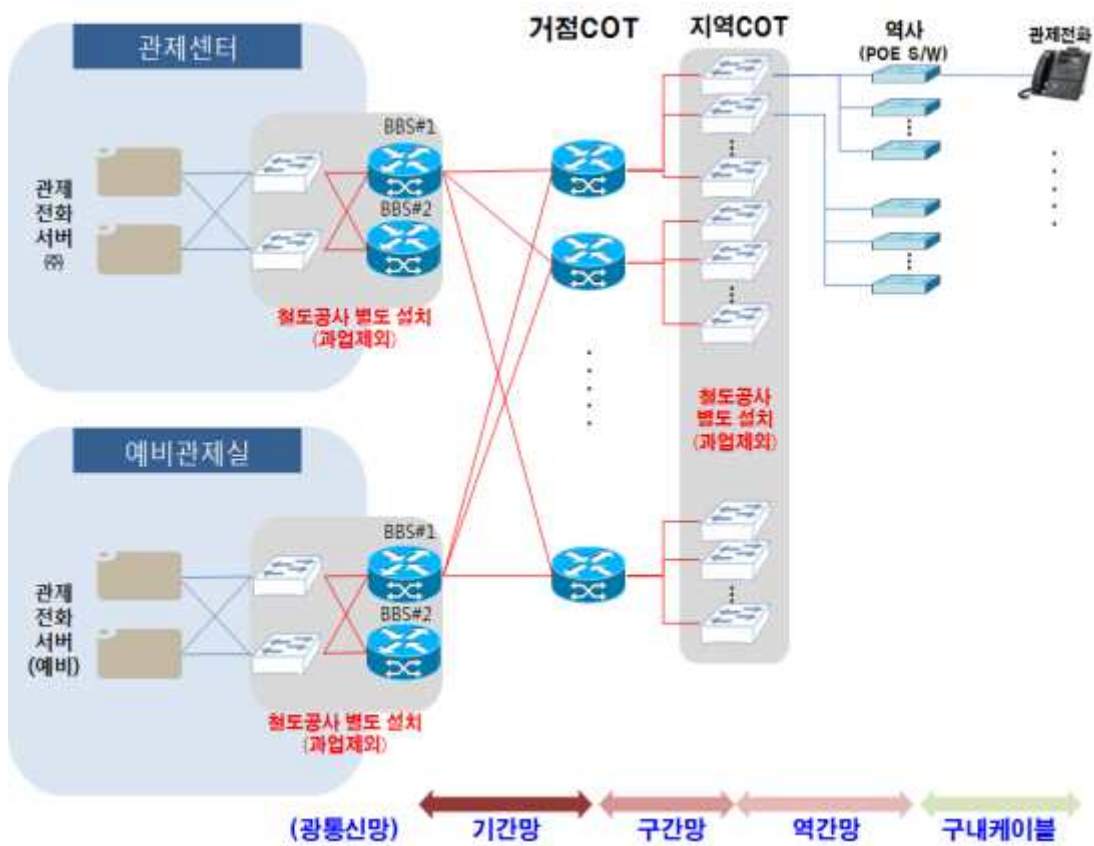 관제센터
거점COT
지역COT
역사
(POE S/W)
관제전화
BBS#1
BBS#2
관제
전화
서버
㈜
철도공사 별도 설치
(과업제외)
철도공사
별도 설치
(과업제외)
예비관제실
BBS#1
BBS#2
관제
전화
서버
(예비)
철도공사 별도 설치
(과업제외)
(광통신망)
기간망
구간망
역간망
구내케이블